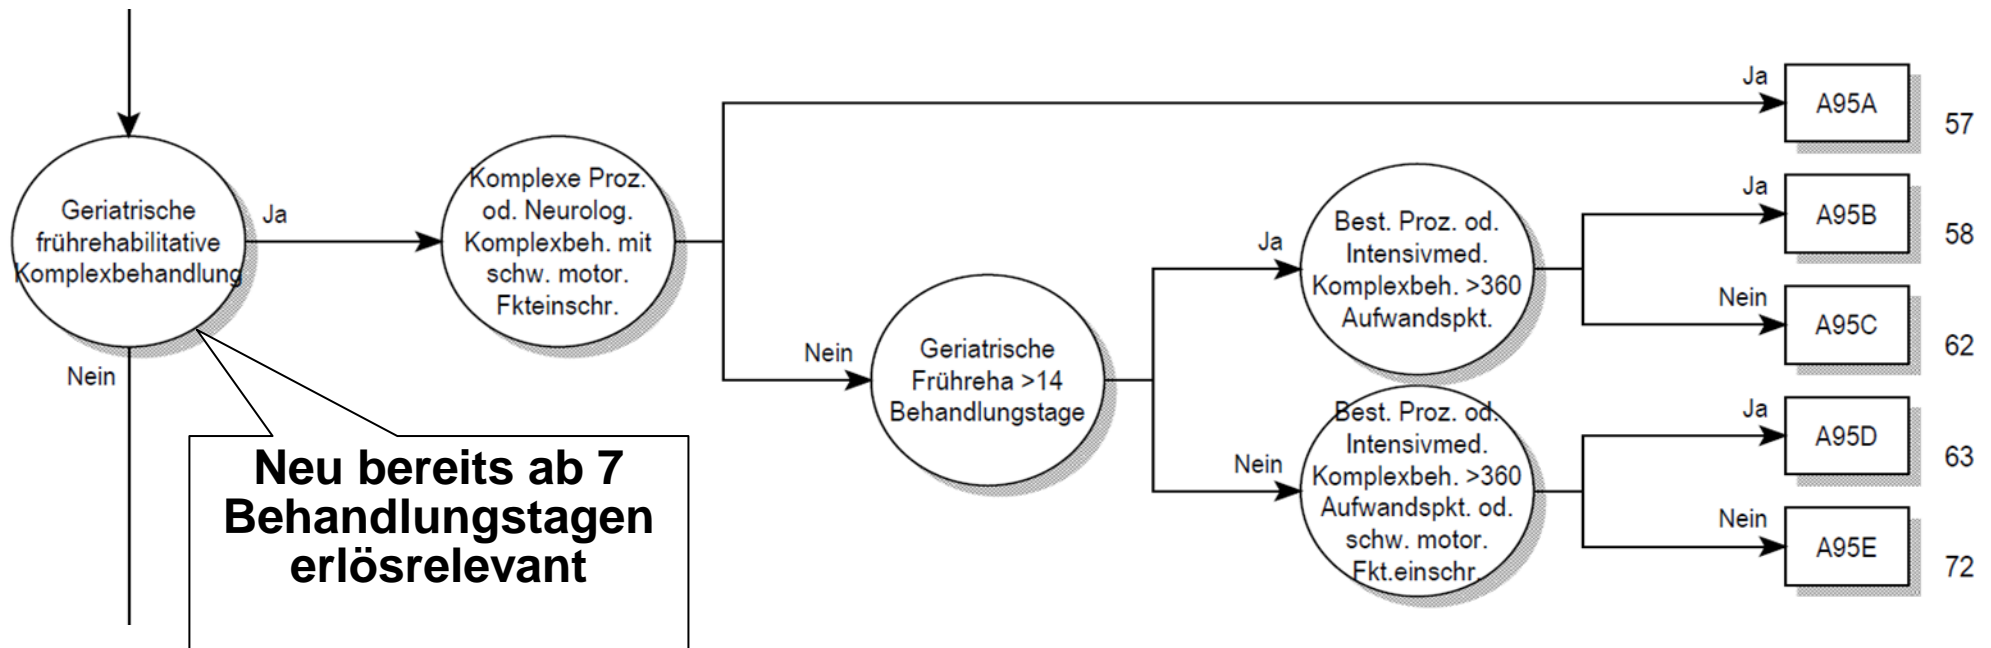 Geriatrische
frührehabilitative
Komplexbehandlung
Ja
Nein
Neu bereits ab 7
Behandlungstagen
erlösrelevant
Komplexe Proz.
od. Neurolog.
Komplexbeh. mit
schw. motor.
Fkteinschr.
Ja
A95A
57
Nein
Geriatrische
Frühreha >14
Behandlungstage
Ja
Best. Proz. od.
Intensivmed.
Komplexbeh. >360
Aufwandspkt.
Ja
A95B
58
Nein
A95C
62
Nein
Best. Proz. od.
Intensivmed.
Komplexbeh. >360
Aufwandspkt. od.
schw. motor.
Fkt.einschr.
Ja
A95D
63
Nein
A95E
72